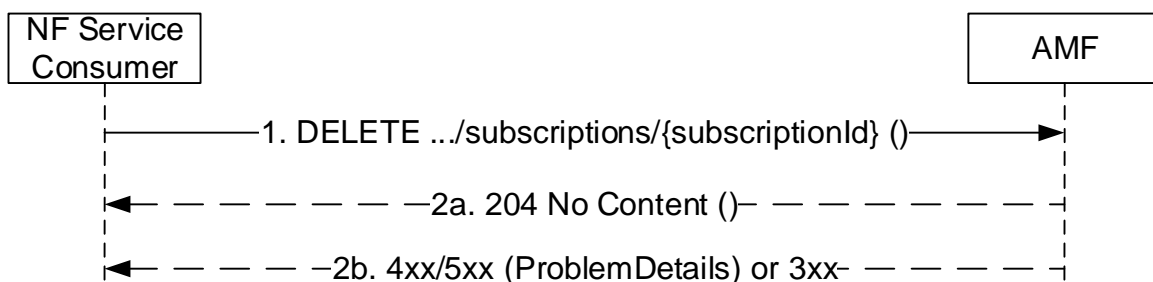 NF Service
Consumer
AMF
1. DELETE .../subscriptions/{subscriptionId} ()
2a. 204 No Content ()
2b. 4xx/5xx (ProblemDetails) or 3xx